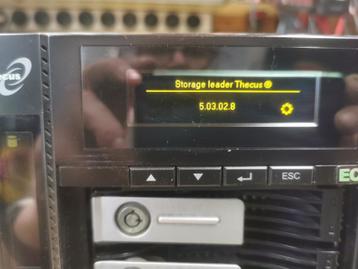 Storage leader Thecus®
ecus
5.03.02.8
ESC
EC